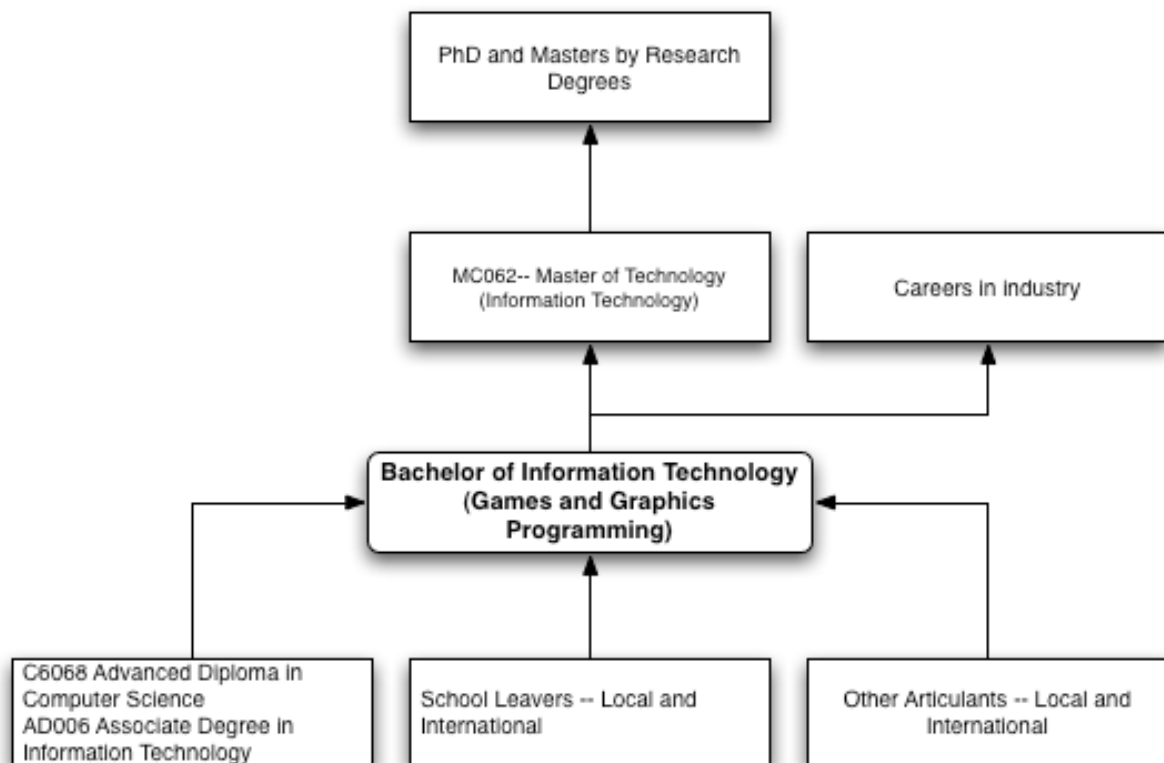 PhD and Masters by Research
Degrees
MC062-- Master of Technology
(Information Technology)
Careers in industry
Bachelor of Information Technology
(Games and Graphics
Programming)
C6068 Advanced Diploma in
Computer Science
AD006 Associate Degree in
Information Technology
School Leavers -- Local and
International
Other Articulants -- Local and
International